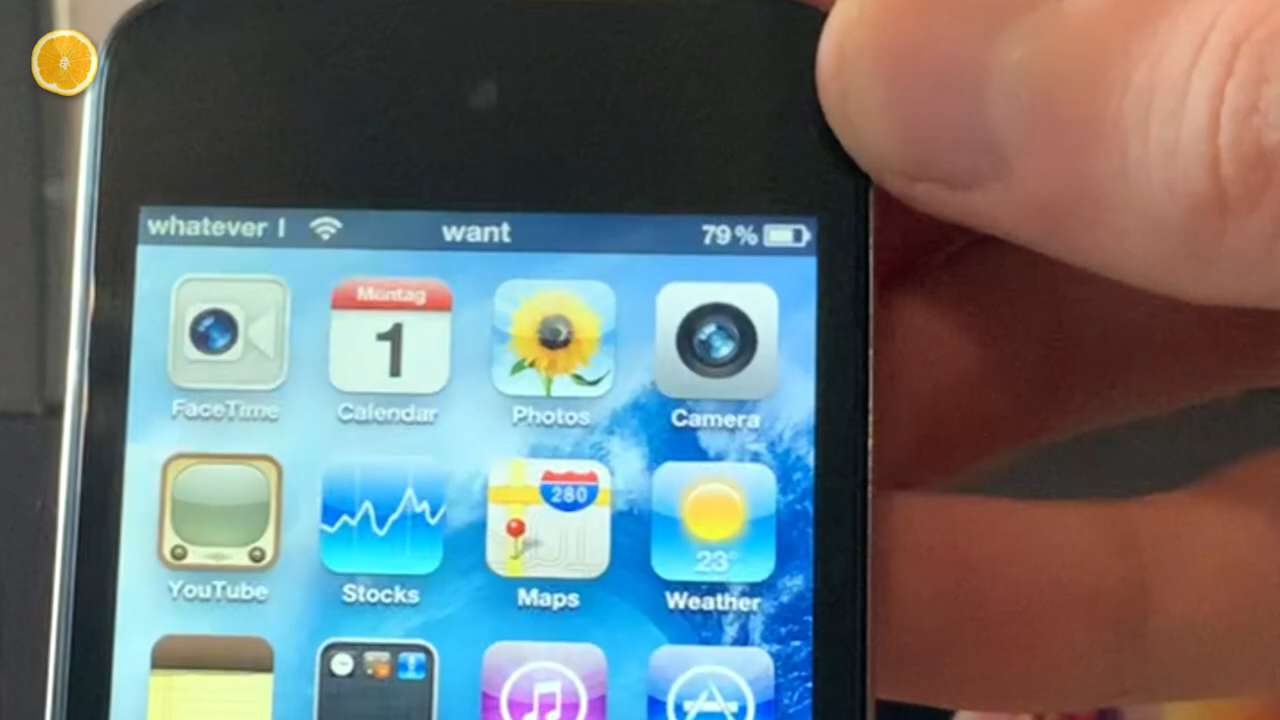 whatever I want 79%
Montag
1
FaceTime Calendar Photos Camera
280
23°
YouTube Stocks Maps Weather